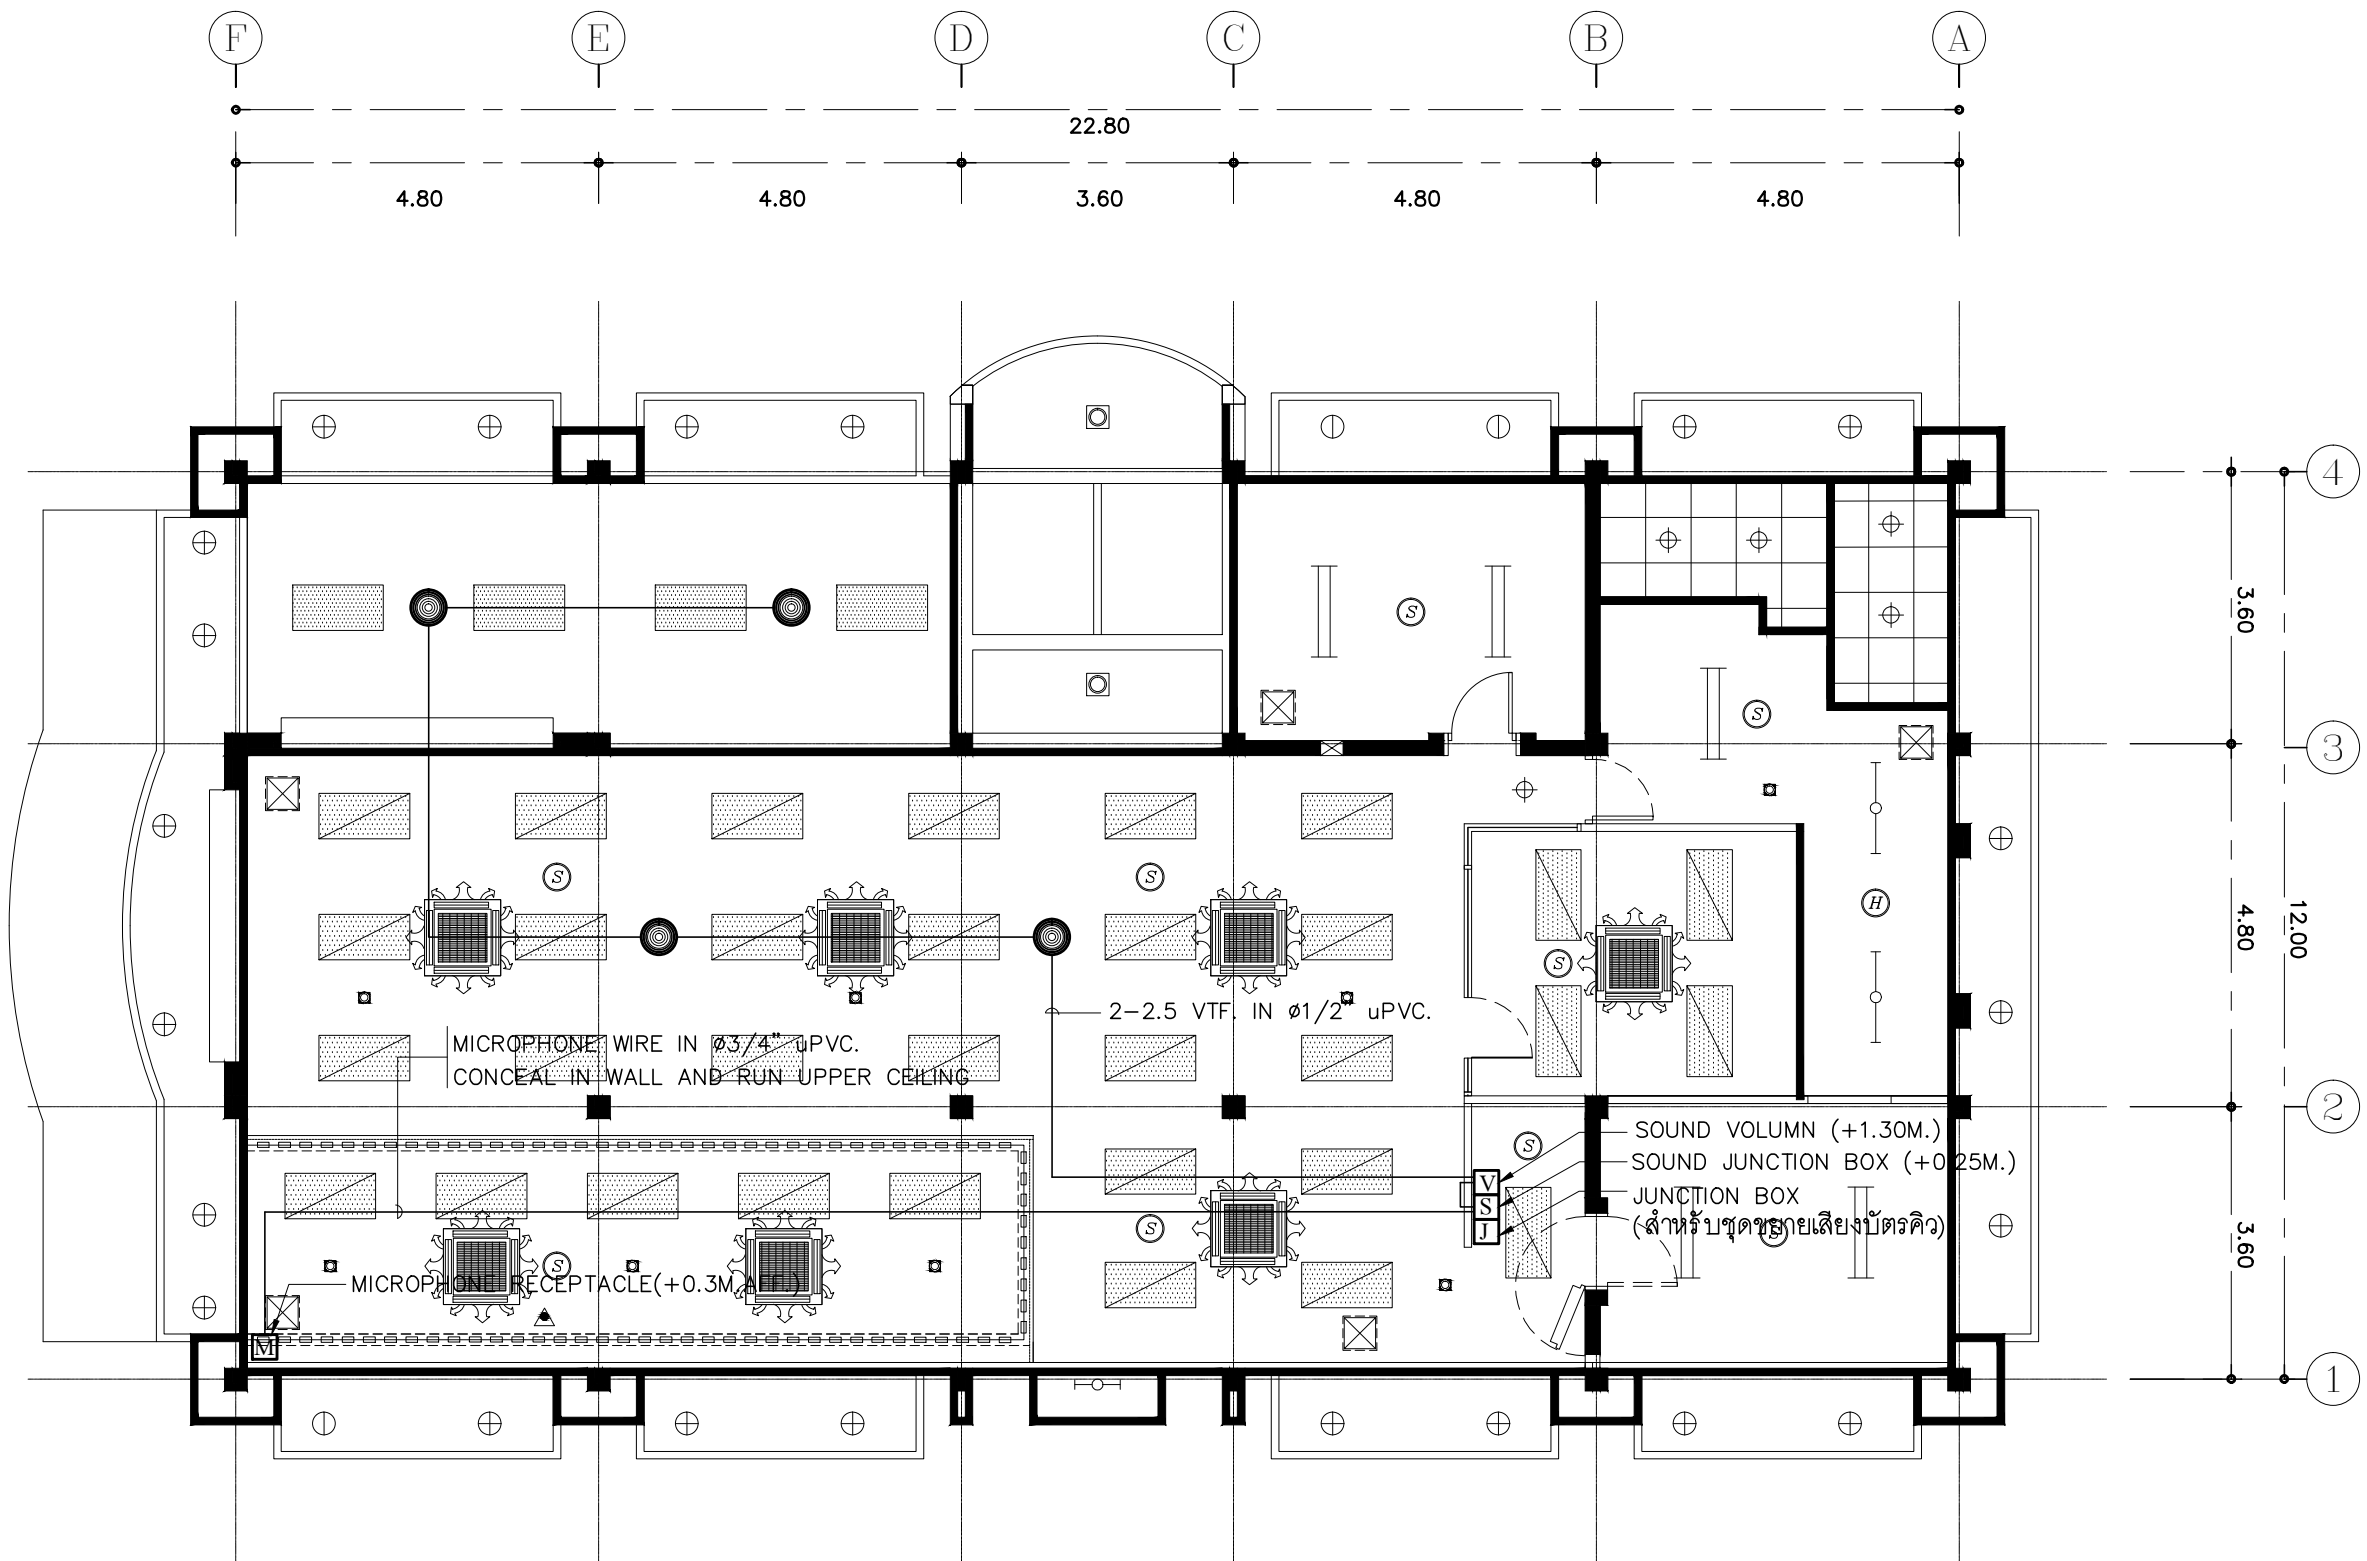 F E D C B A
22.80
4.80 4.80 3.60 4.80 4.80
4
3.60
S
S
3
S S
H
4.80
12.00
S
2-2.5 VTF. IN ø1/2" uPVC.
MICROPHONE WIRE IN ø3/4" uPVC.
CONCEAL IN WALL AND RUN UPPER CEILING
2
S
SOUND VOLUMN (+1.30M.)
SOUND JUNCTION BOX (+0.25M.)
JUNCTION BOX
(สำหรับชุดขยายเสียงบัตรคิว)
V
S
J
S
S
3.60
S
MICROPHONE RECEPTACLE(+0.3M.AFF.)
M
1